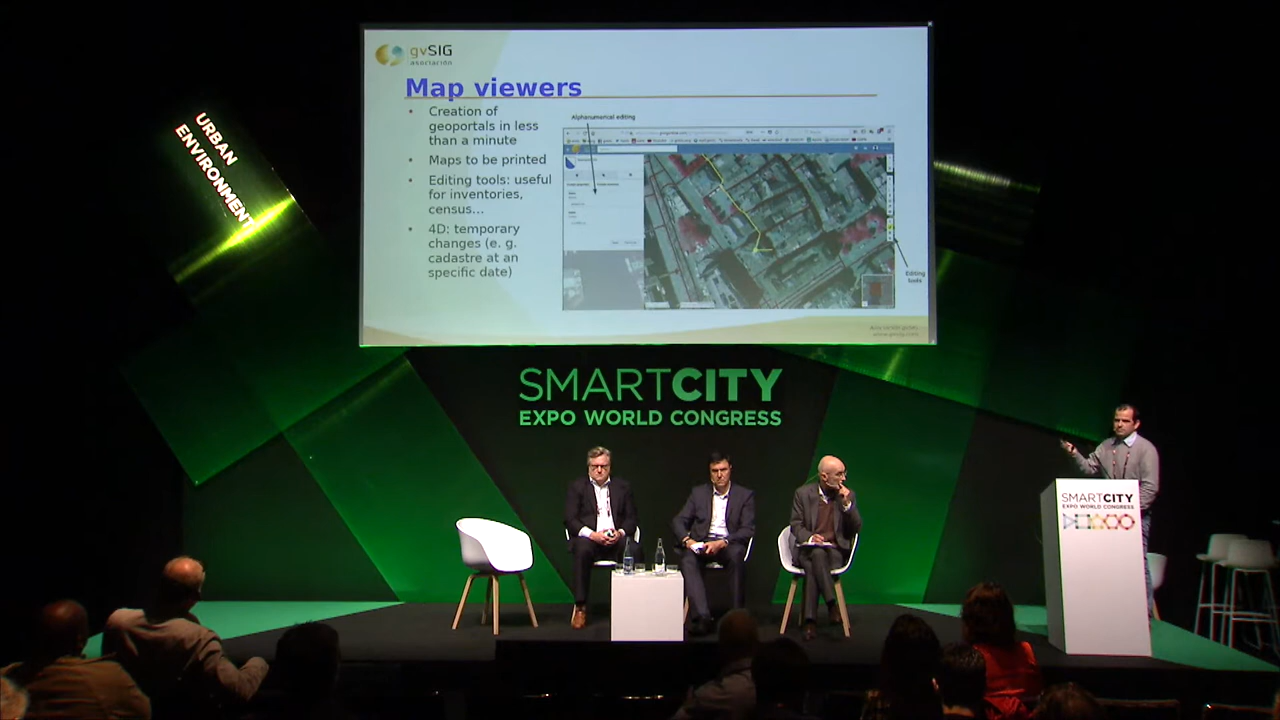 gvSIG
asociación
Map viewers
• Creation of
geoportals in less
than a minute
• Maps to be printed
• Editing tools: useful
for inventories,
census...
• 4D: temporary
changes (e. g.
cadastre at an
specific date)
Alphanumerical editing
Editing
tools
URBAN
ENVIRONMENT
SMARTCITY
EXPO WORLD CONGRESS
SMARTCITY
EXPO WORLD CONGRESS